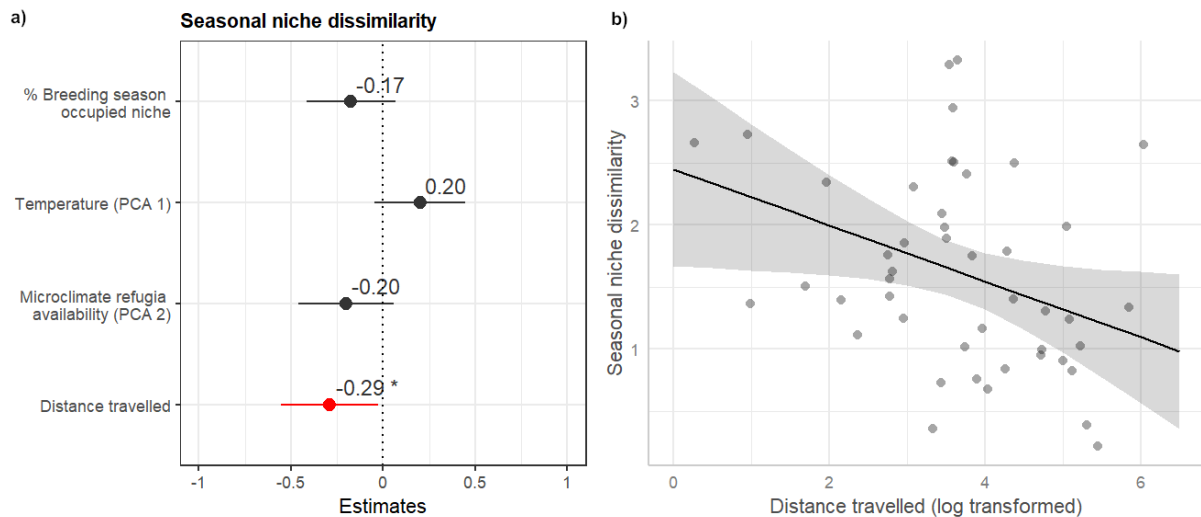 a)
Seasonal niche dissimilarity
% Breeding season
occupied niche
Temperature (PCA 1)
Microclimate refugia
availability (PCA 2)
Distance travelled
-0.17
0.20
-0.20
-0.29 *
-1 -0.5 0 0.5 1
Estimates
b)
Seasonal niche dissimilarity
3
2
1
0 2 4 6
Distance travelled (log transformed)